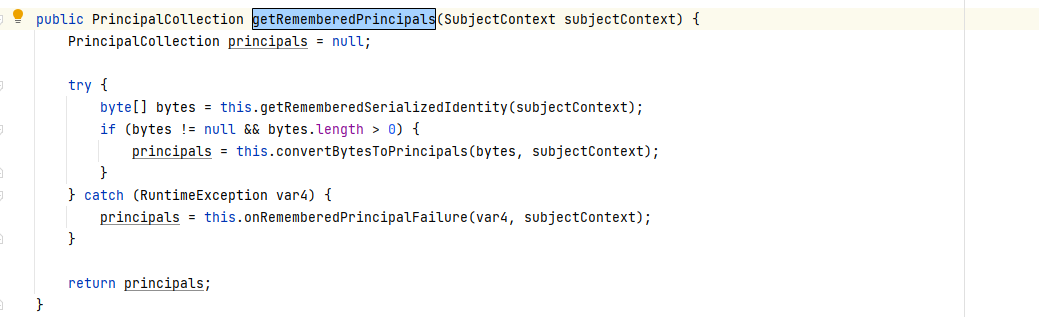 public PrincipalCollection getRememberedPrincipals(SubjectContext subjectContext) {
    PrincipalCollection principals = null;

    try {
        byte[] bytes = this.getRememberedSerializedIdentity(subjectContext);
        if (bytes != null && bytes.length > 0) {
            principals = this.convertBytesToPrincipals(bytes, subjectContext);
        }
    } catch (RuntimeException var4) {
        principals = this.onRememberedPrincipalFailure(var4, subjectContext);
    }

    return principals;
}